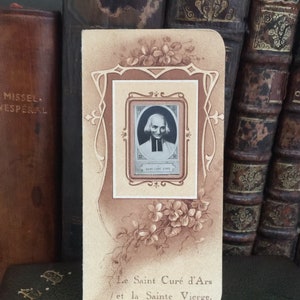 MISSEL
VESPERAL
Le Saint Curé d'Ars
et la Sainte Vierge.